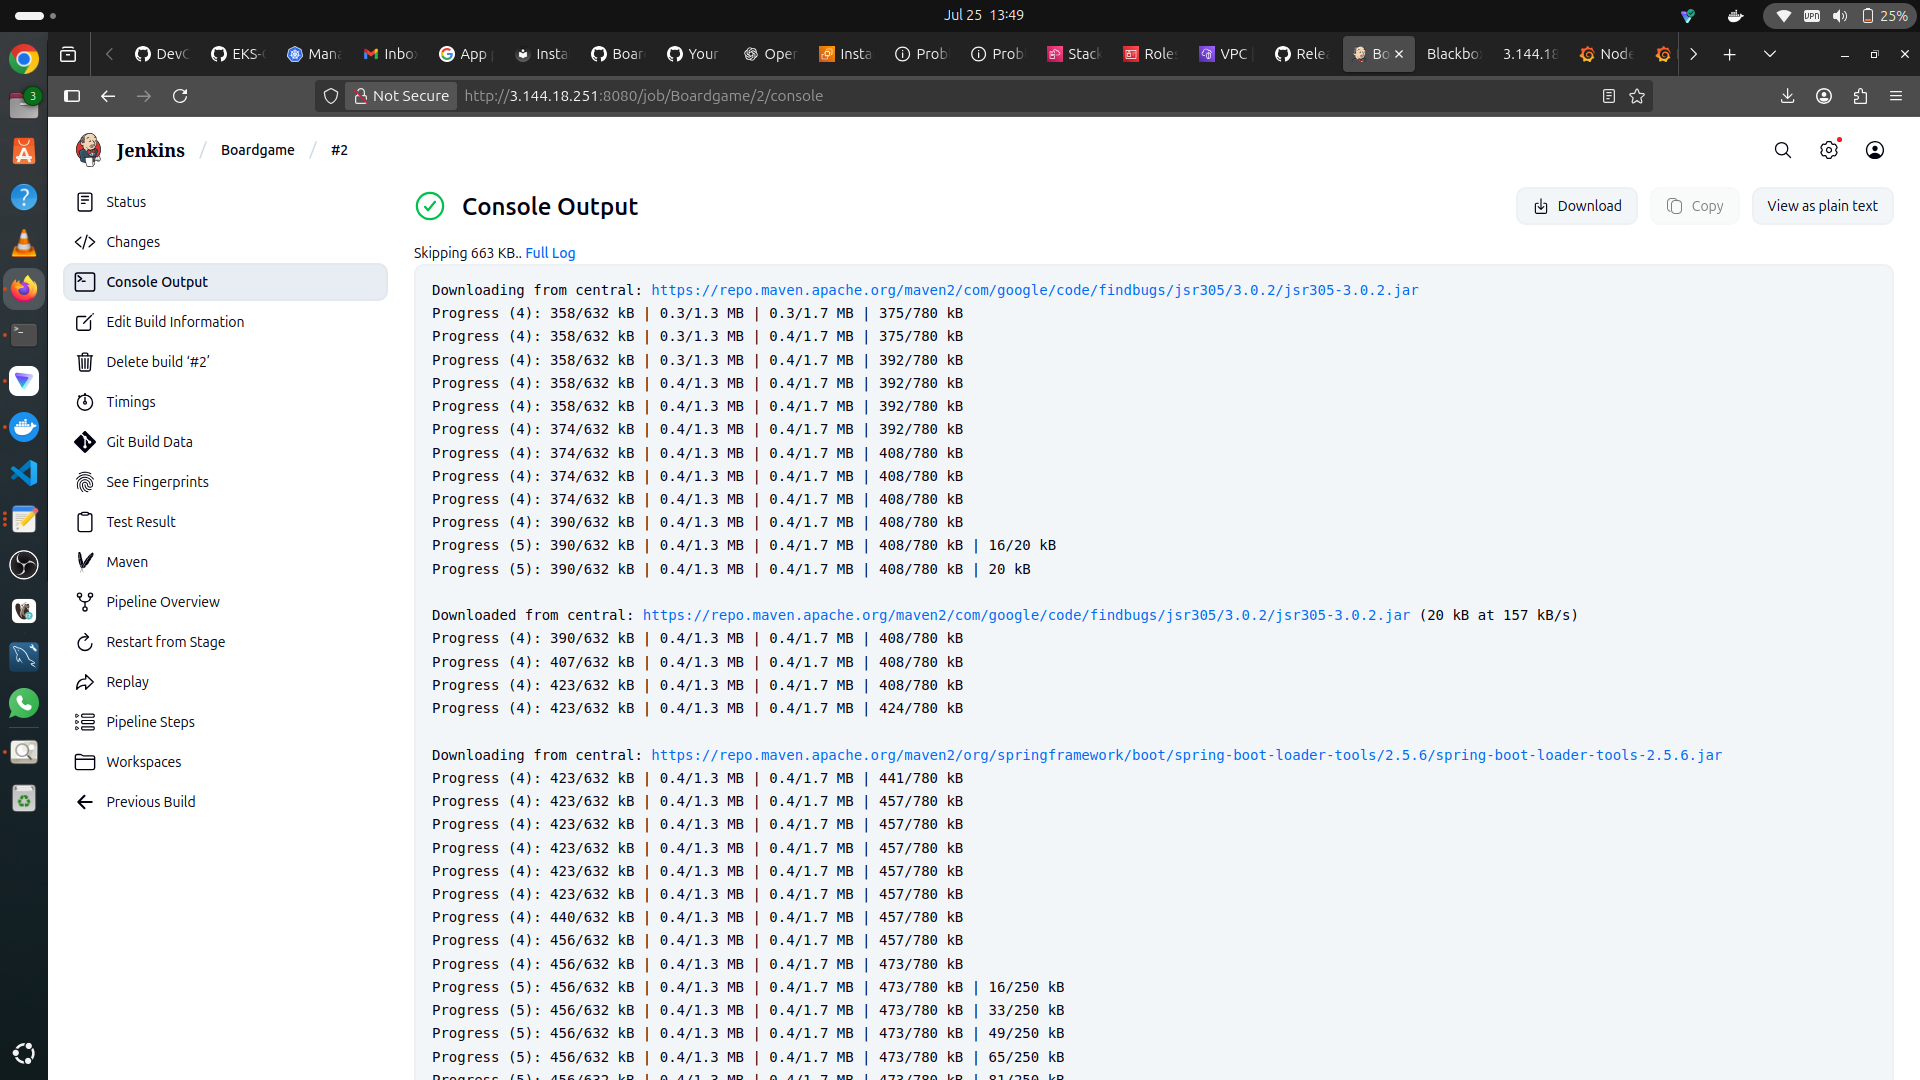 Jul 25 13:49
25%
DevO
EKS-
Mana
Inbox
App p
Insta
Boar
Your
Oper
Insta
Prob
Probl
Stack
Roles
VPC
Relea
Bo
Blackbox
3.144.18
Node
Not Secure
http://3.144.18.251:8080/job/Boardgame/2/console
3
Jenkins / Boardgame / #2
Status
Changes
Console Output
Edit Build Information
Delete build ‘#2’
Timings
Git Build Data
See Fingerprints
Test Result
Maven
Pipeline Overview
Restart from Stage
Replay
Pipeline Steps
Workspaces
Previous Build
Console Output
Download
Copy
View as plain text
Skipping 663 KB.. Full Log
Downloading from central: https://repo.maven.apache.org/maven2/com/google/code/findbugs/jsr305/3.0.2/jsr305-3.0.2.jar
Progress (4): 358/632 kB | 0.3/1.3 MB | 0.3/1.7 MB | 375/780 kB
Progress (4): 358/632 kB | 0.3/1.3 MB | 0.4/1.7 MB | 375/780 kB
Progress (4): 358/632 kB | 0.3/1.3 MB | 0.4/1.7 MB | 392/780 kB
Progress (4): 358/632 kB | 0.4/1.3 MB | 0.4/1.7 MB | 392/780 kB
Progress (4): 358/632 kB | 0.4/1.3 MB | 0.4/1.7 MB | 392/780 kB
Progress (4): 374/632 kB | 0.4/1.3 MB | 0.4/1.7 MB | 392/780 kB
Progress (4): 374/632 kB | 0.4/1.3 MB | 0.4/1.7 MB | 408/780 kB
Progress (4): 374/632 kB | 0.4/1.3 MB | 0.4/1.7 MB | 408/780 kB
Progress (4): 374/632 kB | 0.4/1.3 MB | 0.4/1.7 MB | 408/780 kB
Progress (4): 390/632 kB | 0.4/1.3 MB | 0.4/1.7 MB | 408/780 kB
Progress (5): 390/632 kB | 0.4/1.3 MB | 0.4/1.7 MB | 408/780 kB | 16/20 kB
Progress (5): 390/632 kB | 0.4/1.3 MB | 0.4/1.7 MB | 408/780 kB | 20 kB
Downloaded from central: https://repo.maven.apache.org/maven2/com/google/code/findbugs/jsr305/3.0.2/jsr305-3.0.2.jar (20 kB at 157 kB/s)
Progress (4): 390/632 kB | 0.4/1.3 MB | 0.4/1.7 MB | 408/780 kB
Progress (4): 407/632 kB | 0.4/1.3 MB | 0.4/1.7 MB | 408/780 kB
Progress (4): 423/632 kB | 0.4/1.3 MB | 0.4/1.7 MB | 408/780 kB
Progress (4): 423/632 kB | 0.4/1.3 MB | 0.4/1.7 MB | 424/780 kB
Downloading from central: https://repo.maven.apache.org/maven2/org/springframework/boot/spring-boot-loader-tools/2.5.6/spring-boot-loader-tools-2.5.6.jar
Progress (4): 423/632 kB | 0.4/1.3 MB | 0.4/1.7 MB | 441/780 kB
Progress (4): 423/632 kB | 0.4/1.3 MB | 0.4/1.7 MB | 457/780 kB
Progress (4): 423/632 kB | 0.4/1.3 MB | 0.4/1.7 MB | 457/780 kB
Progress (4): 423/632 kB | 0.4/1.3 MB | 0.4/1.7 MB | 457/780 kB
Progress (4): 423/632 kB | 0.4/1.3 MB | 0.4/1.7 MB | 457/780 kB
Progress (4): 423/632 kB | 0.4/1.3 MB | 0.4/1.7 MB | 457/780 kB
Progress (4): 440/632 kB | 0.4/1.3 MB | 0.4/1.7 MB | 457/780 kB
Progress (4): 456/632 kB | 0.4/1.3 MB | 0.4/1.7 MB | 457/780 kB
Progress (4): 456/632 kB | 0.4/1.3 MB | 0.4/1.7 MB | 473/780 kB
Progress (5): 456/632 kB | 0.4/1.3 MB | 0.4/1.7 MB | 473/780 kB | 16/250 kB
Progress (5): 456/632 kB | 0.4/1.3 MB | 0.4/1.7 MB | 473/780 kB | 33/250 kB
Progress (5): 456/632 kB | 0.4/1.3 MB | 0.4/1.7 MB | 473/780 kB | 49/250 kB
Progress (5): 456/632 kB | 0.4/1.3 MB | 0.4/1.7 MB | 473/780 kB | 65/250 kB
Progress (5): 456/632 kB | 0.4/1.3 MB | 0.4/1.7 MB | 473/780 kB | 81/250 kB